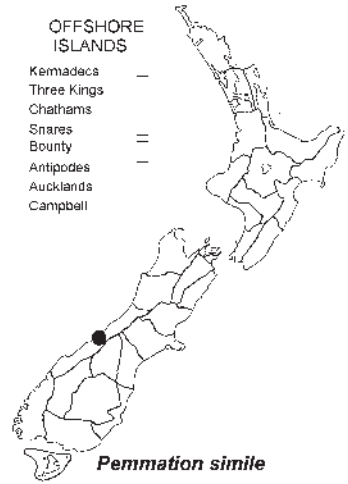 OFFSHORE
ISLANDS
Kermadecs
Three Kings
Chathams
Snares
Bounty
Antipodes
Aucklands
Campbell
Pemmation simile